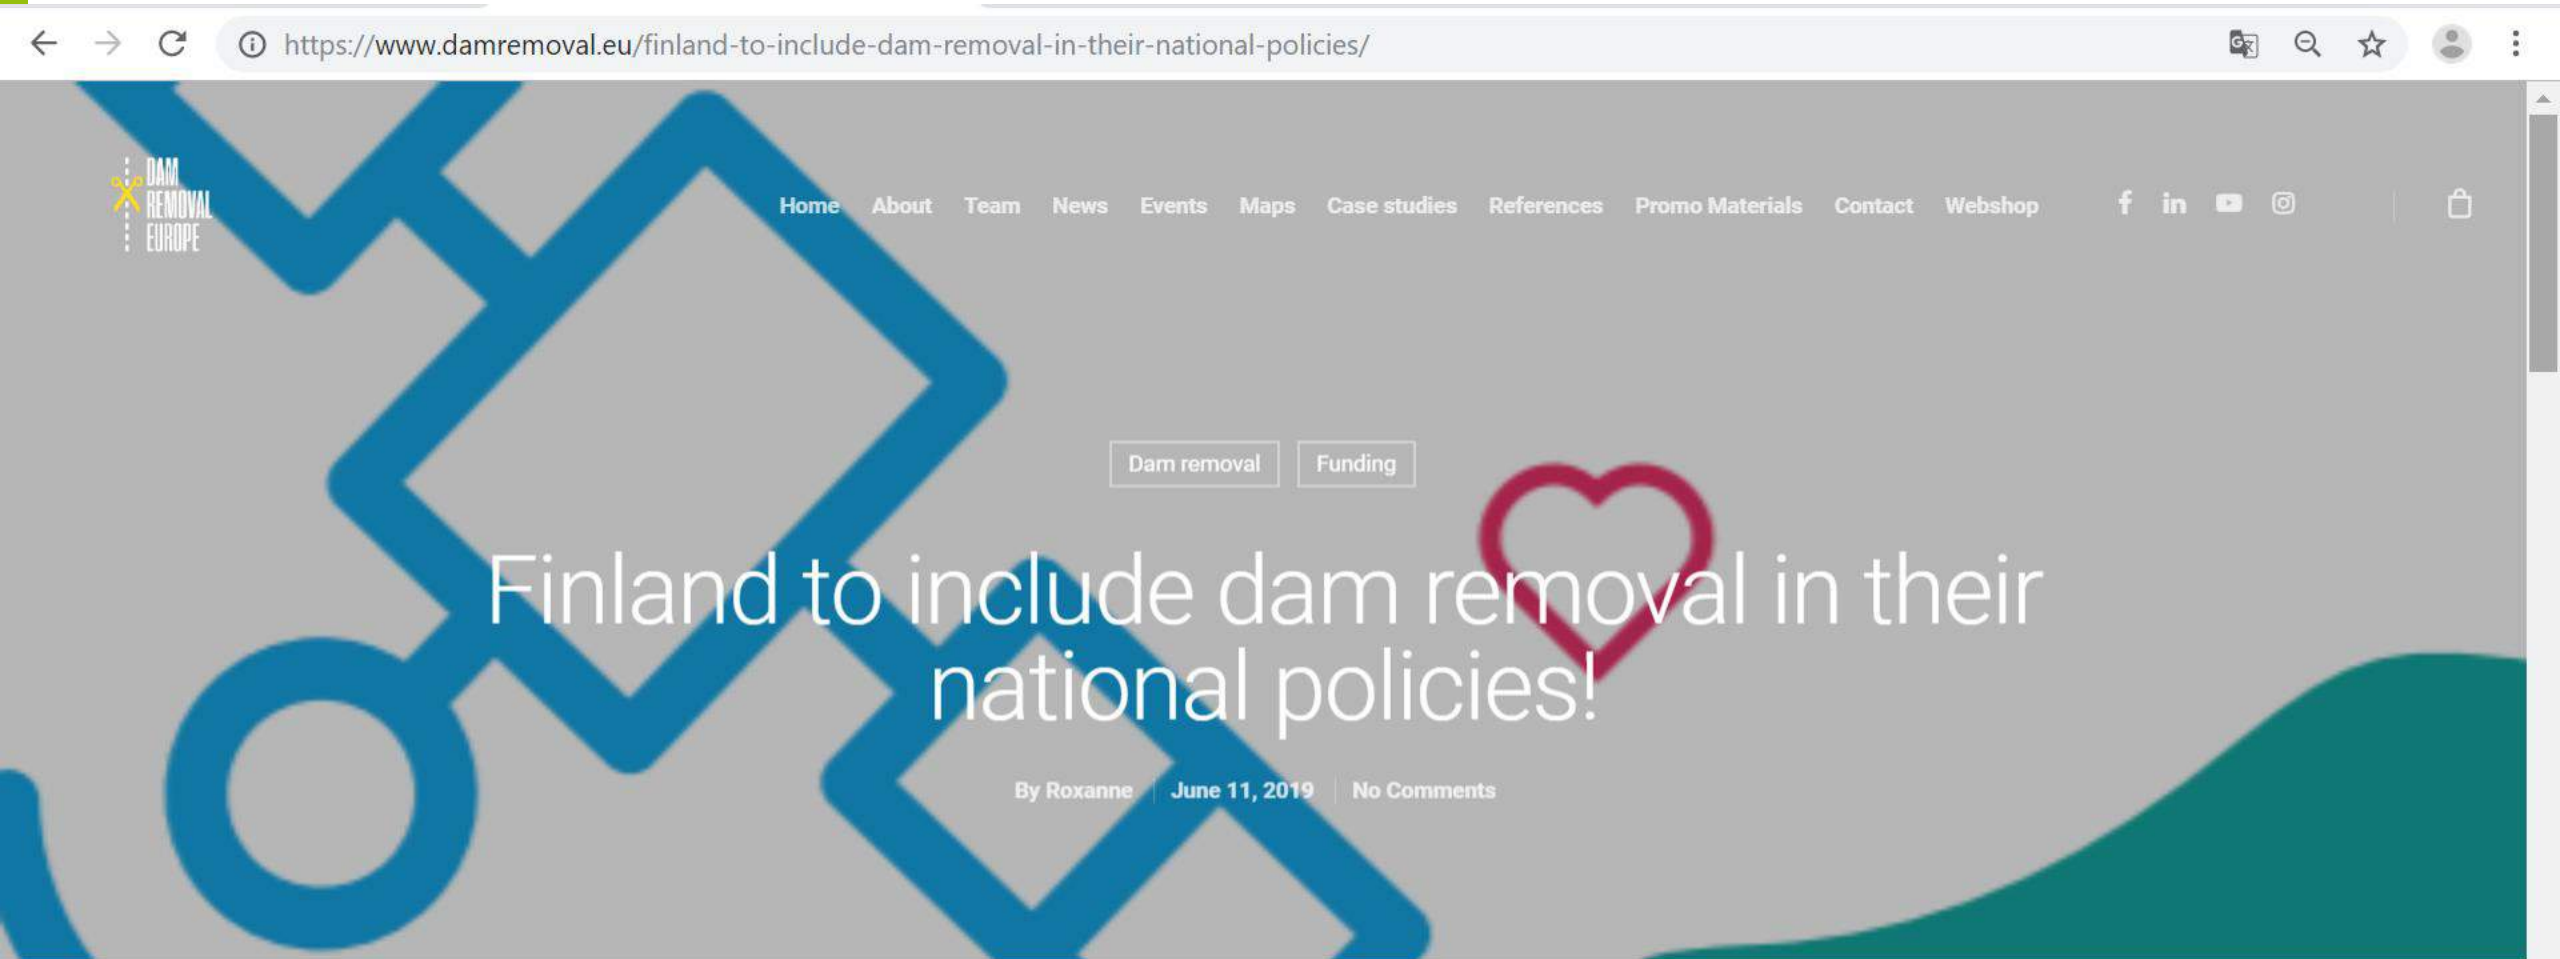 https://www.damremoval.eu/finland-to-include-dam-removal-in-their-national-policies/
DAM
REMOVAL
EUROPE
Home About Team News Events Maps Case studies References Promo Materials Contact Webshop
Dam removal Funding
Finland to include dam removal in their
national policies!
By Roxanne June 11, 2019 No Comments